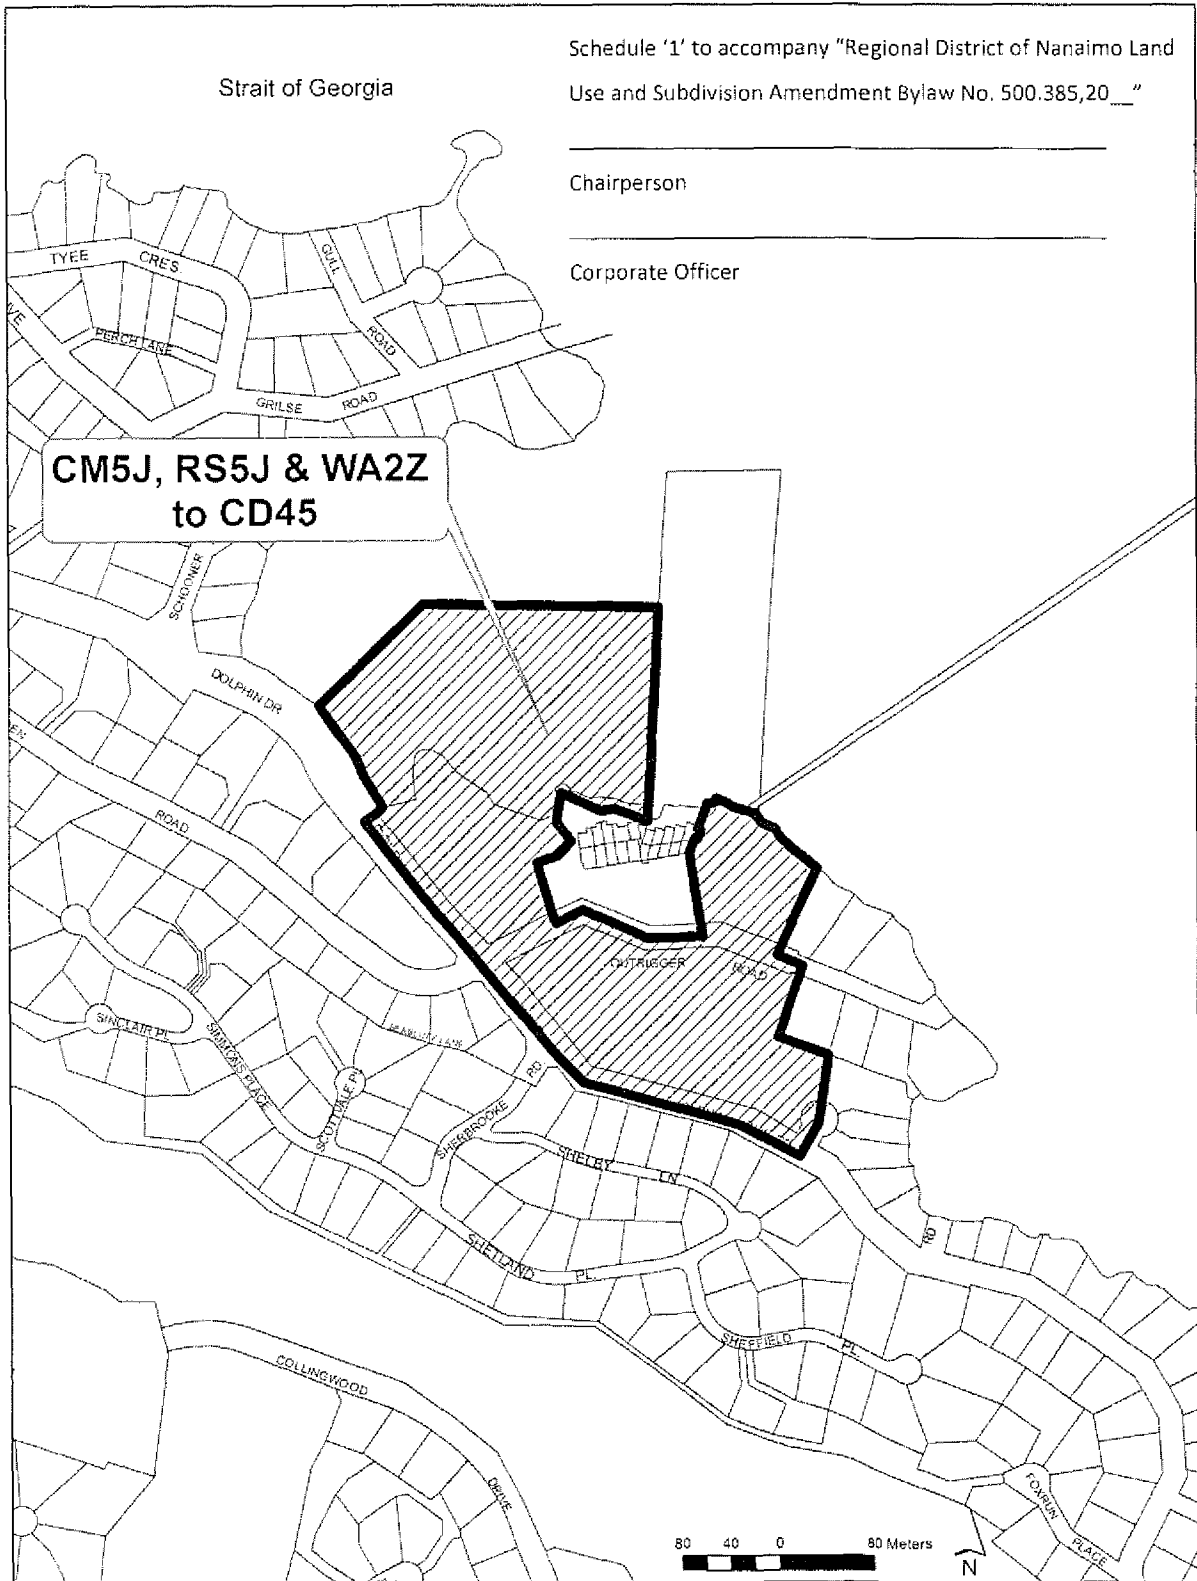 Schedule '1' to accompany "Regional District of Nanaimo Land
Use and Subdivision Amendment Bylaw No. 500.385,20__"
Chairperson
Corporate Officer
Strait of Georgia
TYEE CRES.
GULL ROAD
PERCH LANE
GRILSE ROAD
CM5J, RS5J & WA2Z
to CD45
SCHOONER
DOLPHIN DR
ROAD
OUTRIGGER ROAD
SINCLAIR PL
SIMMONS PLACE
SCOTTVALE PL
SHERBROOKE RD
SHELBY LN
SHETLAND PL.
RD
SHEFFIELD PL.
COLLINGWOOD DRIVE
FOXRUN PLACE
80 40 0 80 Meters
N